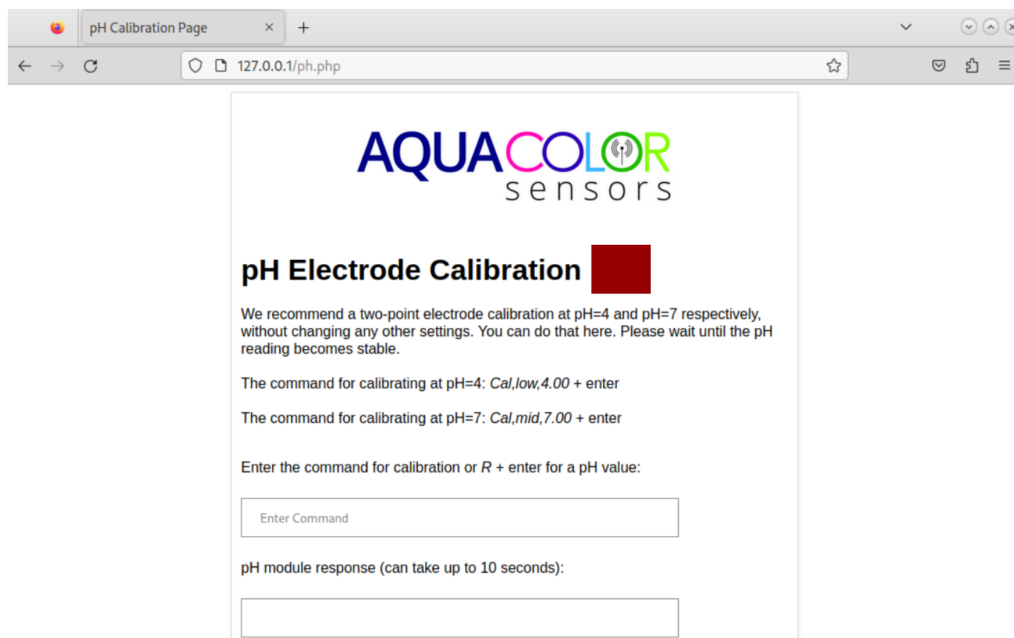 pH Calibration Page
127.0.0.1/ph.php
AQUACOLOR
sensors
pH Electrode Calibration
We recommend a two-point electrode calibration at pH=4 and pH=7 respectively,
without changing any other settings. You can do that here. Please wait until the pH
reading becomes stable.
The command for calibrating at pH=4: Cal,low,4.00 + enter
The command for calibrating at pH=7: Cal,mid,7.00 + enter
Enter the command for calibration or R + enter for a pH value:
Enter Command
pH module response (can take up to 10 seconds):